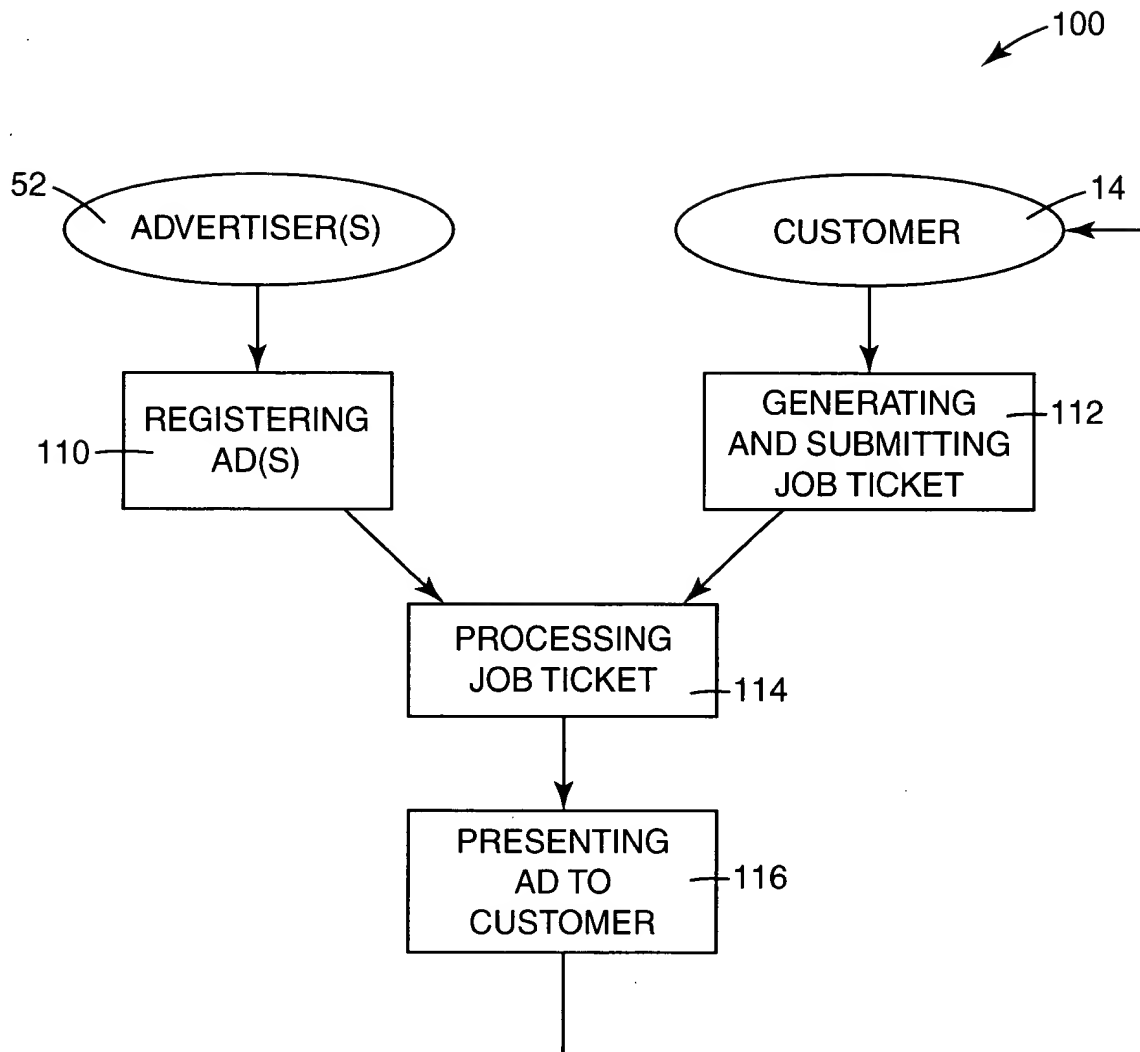 100
52
ADVERTISER(S)
14
CUSTOMER
110
REGISTERING
AD(S)
GENERATING
AND SUBMITTING
JOB TICKET
112
PROCESSING
JOB TICKET
114
PRESENTING
AD TO
CUSTOMER
116